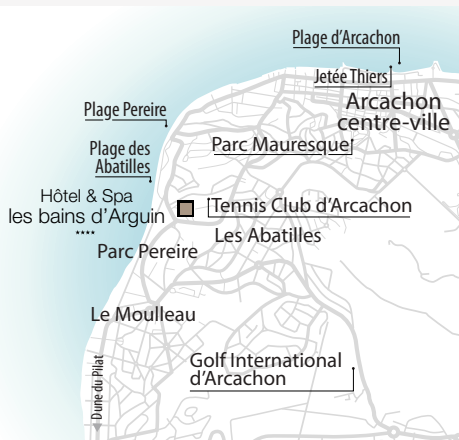 Plage d'Arcachon
Jetée Thiers
Arcachon
centre-ville
Plage Pereire
Parc Mauresque
Plage des
Abatilles
Hôtel & Spa
les bains d'Arguin
****
Tennis Club d'Arcachon
Les Abatilles
Parc Pereire
Le Moulleau
Golf International
d'Arcachon
Dune du Pilat